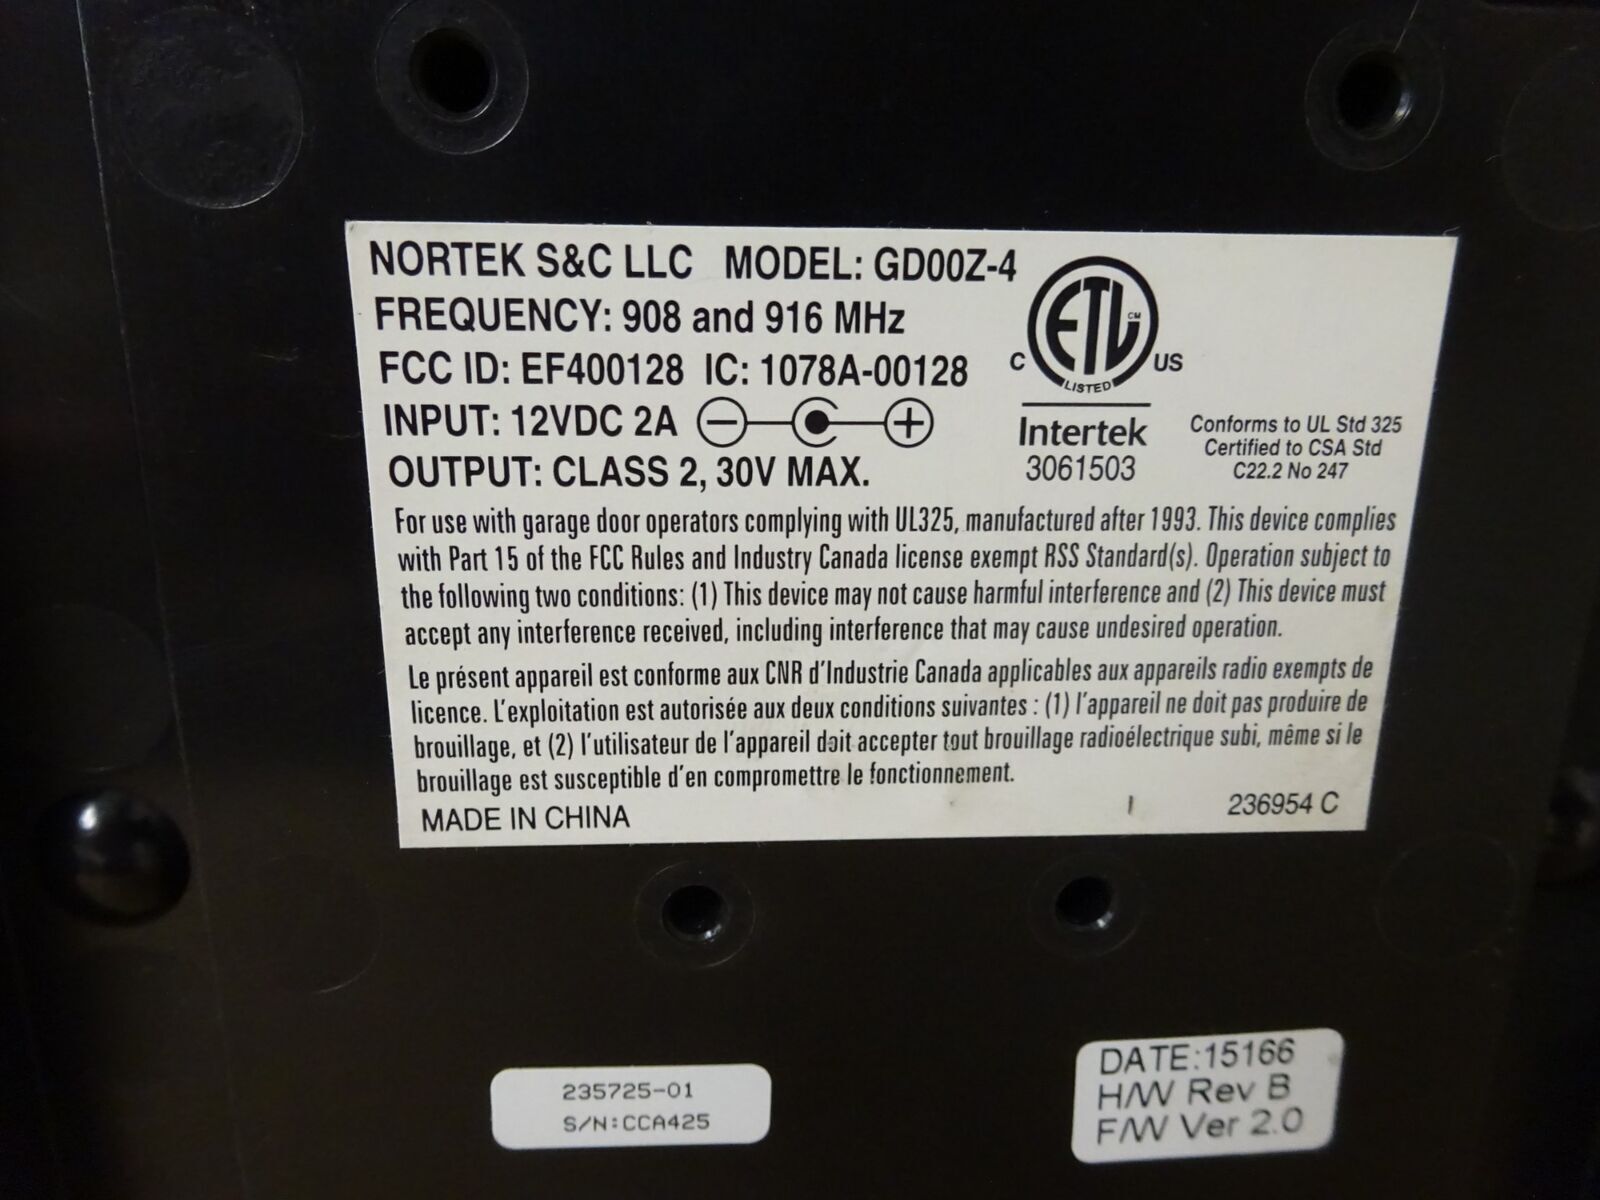 NORTEK S&C LLC MODEL: GD00Z-4
FREQUENCY: 908 and 916 MHz
FCC ID: EF400128 IC: 1078A-00128
INPUT: 12VDC 2A
OUTPUT: CLASS 2, 30V MAX.
ETL CM
C US
LISTED
Intertek
3061503
Conforms to UL Std 325
Certified to CSA Std
C22.2 No 247
For use with garage door operators complying with UL325, manufactured after 1993. This device complies
with Part 15 of the FCC Rules and Industry Canada license exempt RSS Standard(s). Operation subject to
the following two conditions: (1) This device may not cause harmful interference and (2) This device must
accept any interference received, including interference that may cause undesired operation.
Le présent appareil est conforme aux CNR d'Industrie Canada applicables aux appareils radio exempts de
licence. L'exploitation est autorisée aux deux conditions suivantes : (1) l'appareil ne doit pas produire de
brouillage, et (2) l'utilisateur de l'appareil doit accepter tout brouillage radioélectrique subi, même si le
brouillage est susceptible d'en compromettre le fonctionnement.
MADE IN CHINA
236954 C
235725-01
S/N:CCA425
DATE:15166
H/W Rev B
F/W Ver 2.0